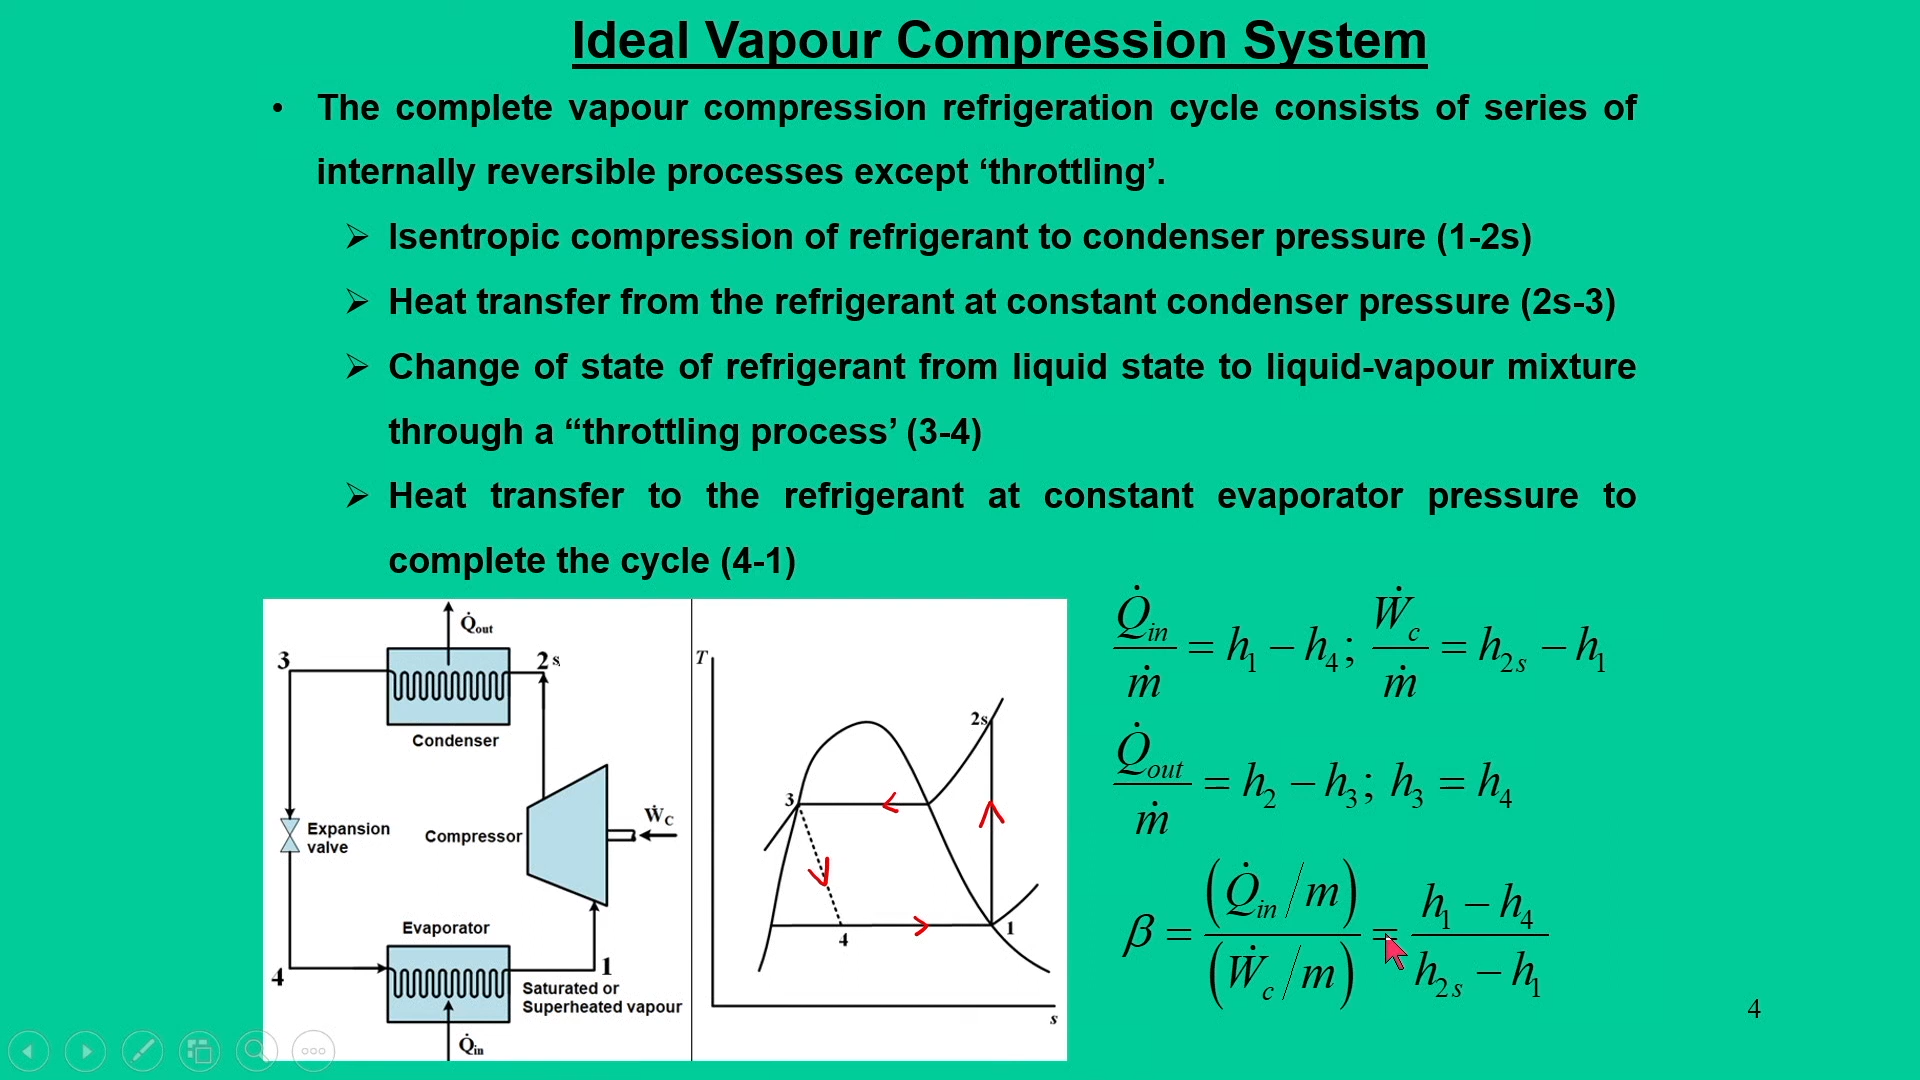 Ideal Vapour Compression System
• The complete vapour compression refrigeration cycle consists of series of
internally reversible processes except ‘throttling’.
➢ Isentropic compression of refrigerant to condenser pressure (1-2s)
➢ Heat transfer from the refrigerant at constant condenser pressure (2s-3)
➢ Change of state of refrigerant from liquid state to liquid-vapour mixture
through a “throttling process’ (3-4)
➢ Heat transfer to the refrigerant at constant evaporator pressure to
complete the cycle (4-1)
Q̇out
3
2s
Condenser
Expansion
valve
Compressor
ẆC
Evaporator
4
1
Saturated or
Superheated vapour
Q̇in
T
2s
3
4
1
s
Q̇in/ṁ = h1 − h4; Ẇc/ṁ = h2s − h1
Q̇out/ṁ = h2 − h3; h3 = h4
β = (Q̇in/m)/(Ẇc/m) = (h1 − h4)/(h2s − h1)
4